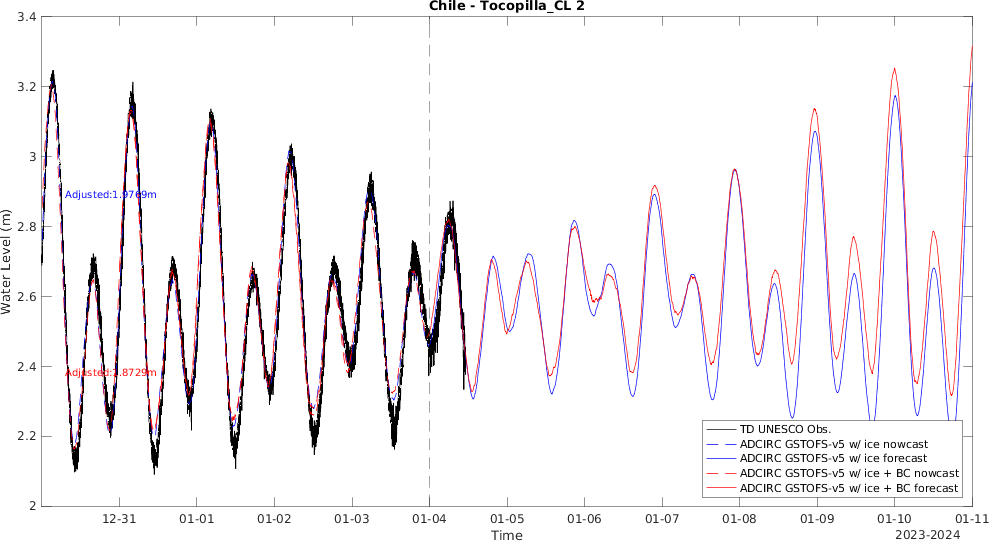 Chile - Tocopilla_CL 2
3.4
3.2
3
2.8
2.6
2.4
2.2
2
Water Level (m)
Adjusted:1.9769m
Adjusted:1.8729m
TD UNESCO Obs.
ADCIRC GSTOFS-v5 w/ ice nowcast
ADCIRC GSTOFS-v5 w/ ice forecast
ADCIRC GSTOFS-v5 w/ ice + BC nowcast
ADCIRC GSTOFS-v5 w/ ice + BC forecast
12-31 01-01 01-02 01-03 01-04 01-05 01-06 01-07 01-08 01-09 01-10 01-11
Time
2023-2024